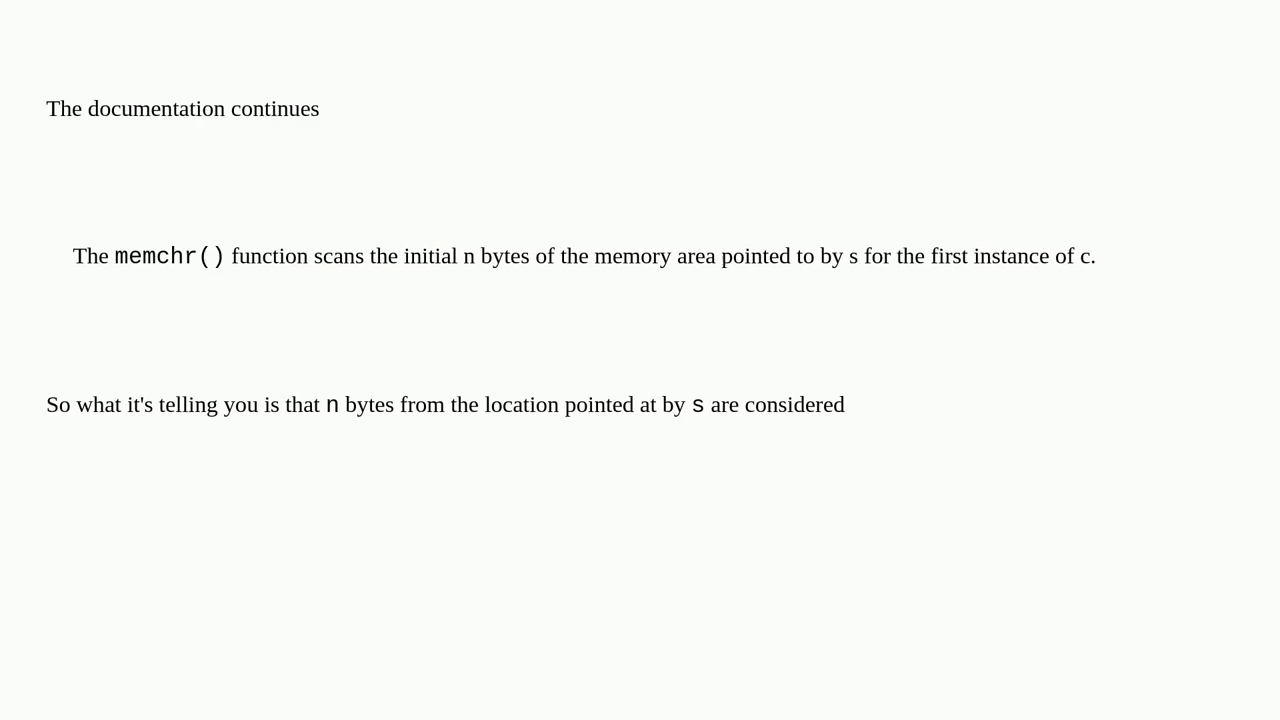 The documentation continues
The memchr() function scans the initial n bytes of the memory area pointed to by s for the first instance of c.
So what it's telling you is that n bytes from the location pointed at by s are considered